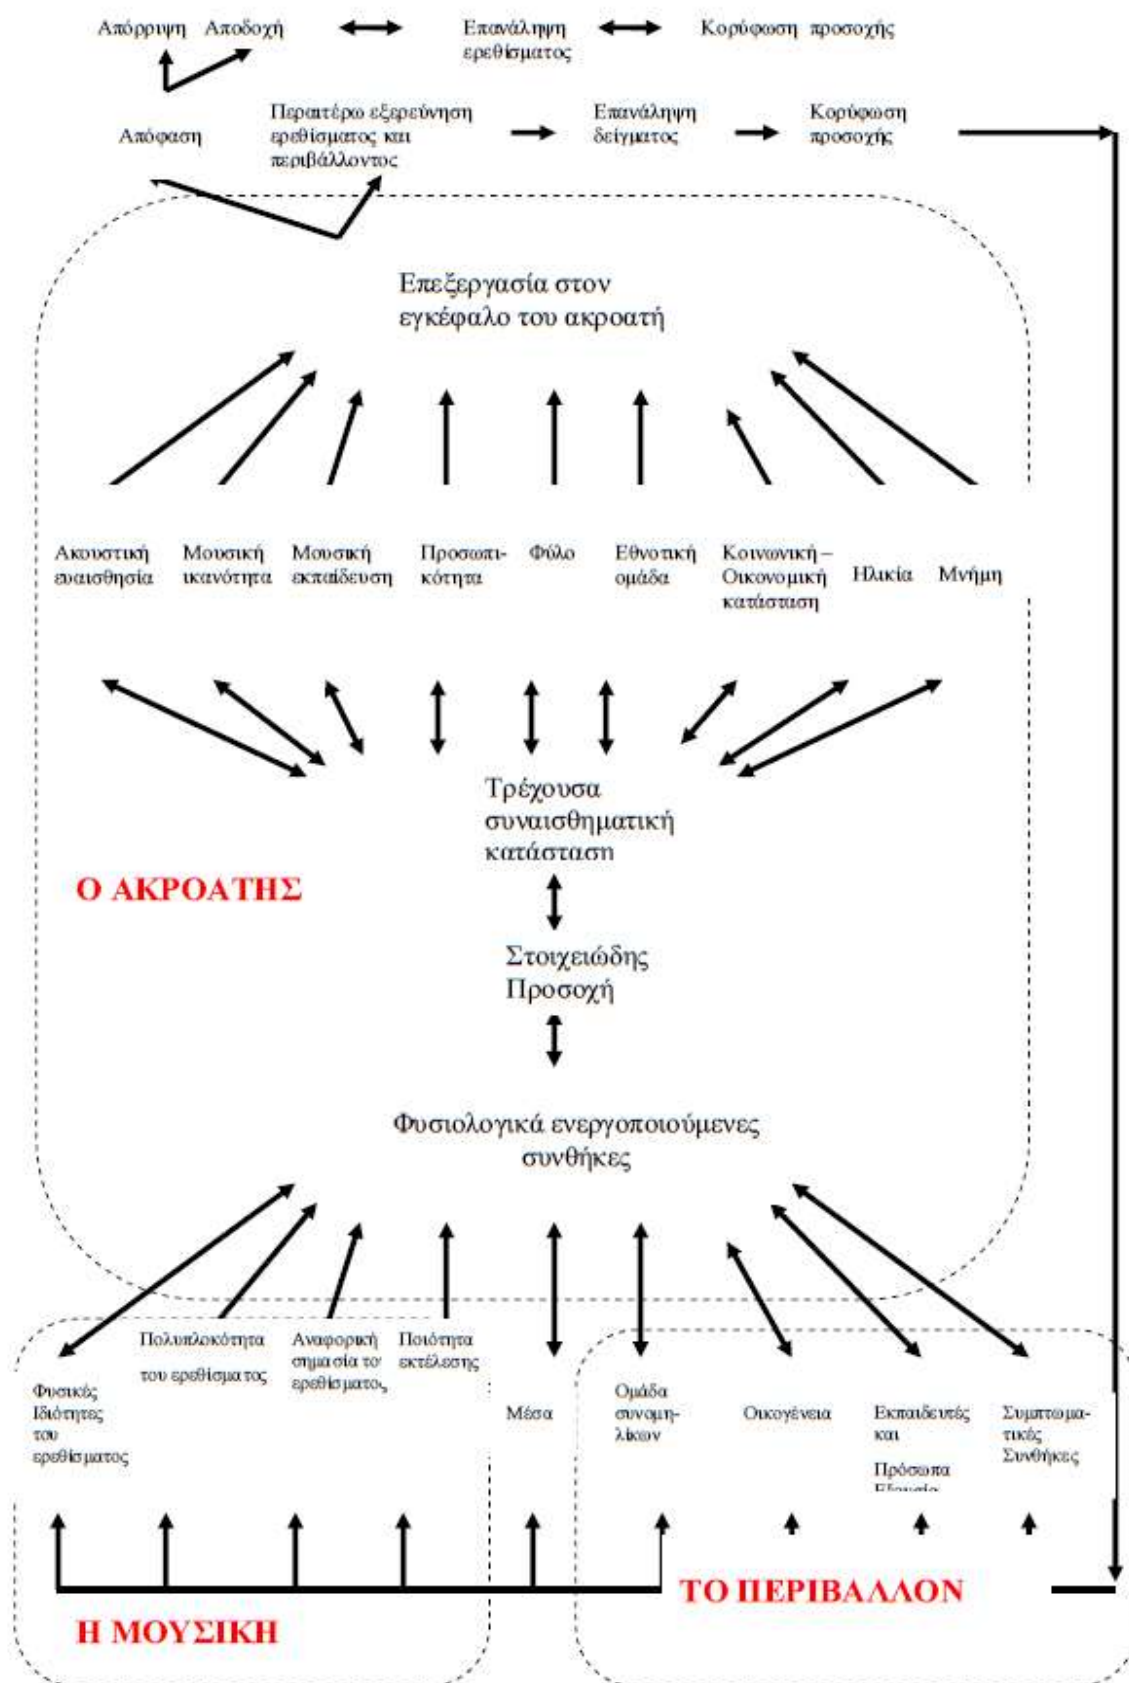 Απόρριψη Αποδοχή
Επανάληψη
ερεθίσματος
Κορύφωση προσοχής
Απόφαση
Περαιτέρω εξερεύνηση
ερεθίσματος και
περιβάλλοντος
Επανάληψη
δείγματος
Κορύφωση
προσοχής
Επεξεργασία στον
εγκέφαλο του ακροατή
Ακουστική
ευαισθησία
Μουσική
ικανότητα
Μουσική
εκπαίδευση
Προσωπι-
κότητα
Φύλο
Εθνοτική
ομάδα
Κοινωνική –
Οικονομική
κατάσταση
Ηλικία
Μνήμη
Τρέχουσα
συναισθηματική
κατάσταση
Ο ΑΚΡΟΑΤΗΣ
Στοιχειώδης
Προσοχή
Φυσιολογικά ενεργοποιούμενες
συνθήκες
Φυσικές
Ιδιότητες
του
ερεθίσματος
Πολυπλοκότητα
του ερεθίσματος
Αναφορική
σημασία του
ερεθίσματος
Ποιότητα
εκτέλεσης
Μέσα
Ομάδα
συνομη-
λίκων
Οικογένεια
Εκπαιδευτές
και
Πρόσωπα
Συμπτωμα-
τικές
Συνθήκες
ΤΟ ΠΕΡΙΒΑΛΛΟΝ
Η ΜΟΥΣΙΚΗ